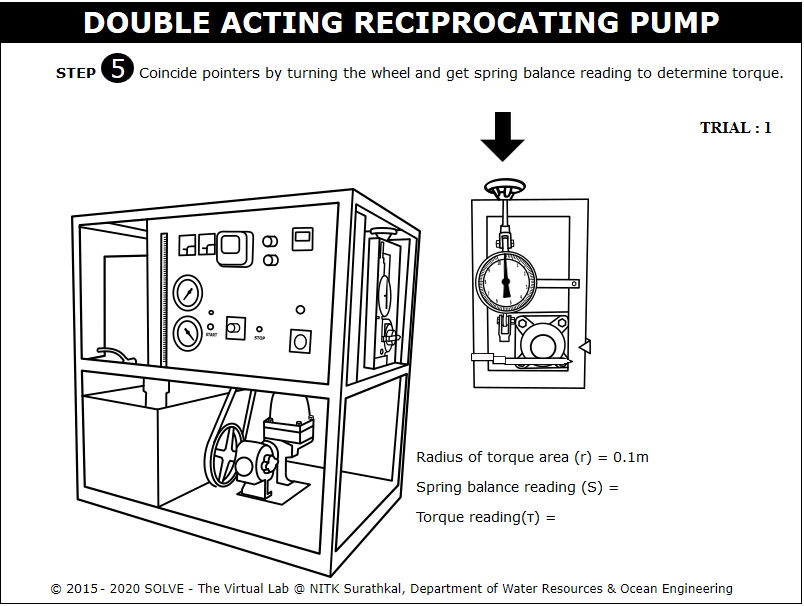 DOUBLE ACTING RECIPROCATING PUMP
STEP 5 Coincide pointers by turning the wheel and get spring balance reading to determine torque.
TRIAL : 1
START
STOP
Radius of torque area (r) = 0.1m
Spring balance reading (S) =
Torque reading(τ) =
© 2015 - 2020 SOLVE - The Virtual Lab @ NITK Surathkal, Department of Water Resources & Ocean Engineering